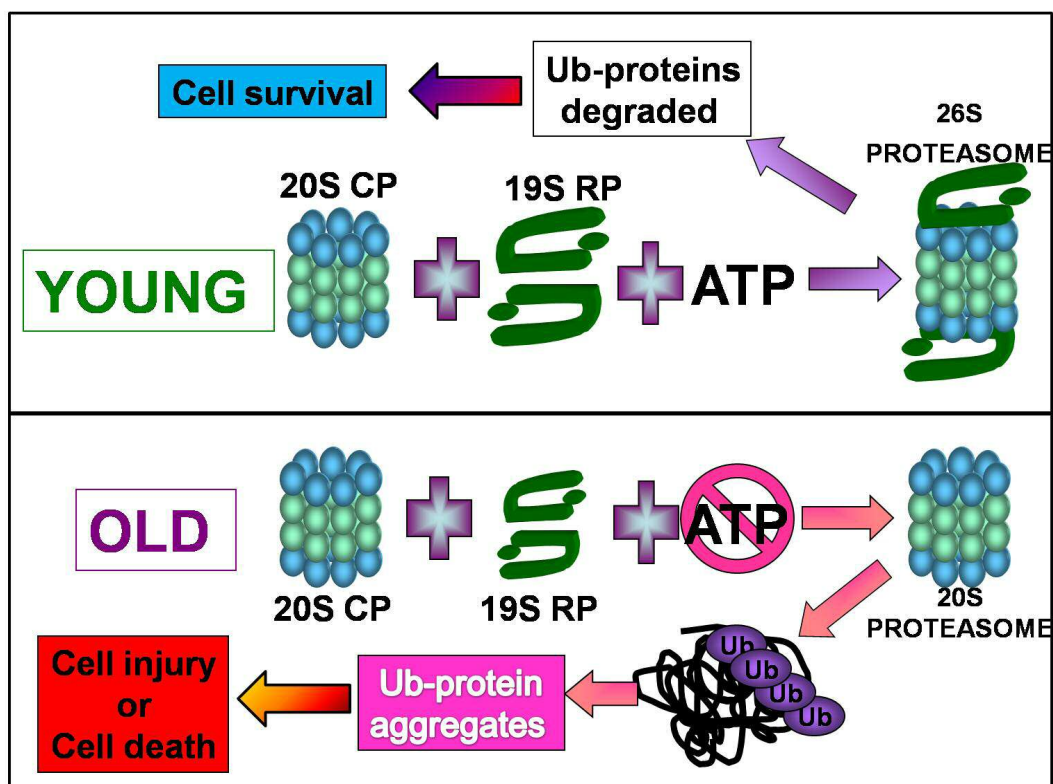 Cell survival
Ub-proteins
degraded
26S
PROTEASOME
20S CP
19S RP
YOUNG
ATP
OLD
ATP
20S CP
19S RP
20S
PROTEASOME
Cell injury
or
Cell death
Ub-protein
aggregates
Ub
Ub
Ub
Ub